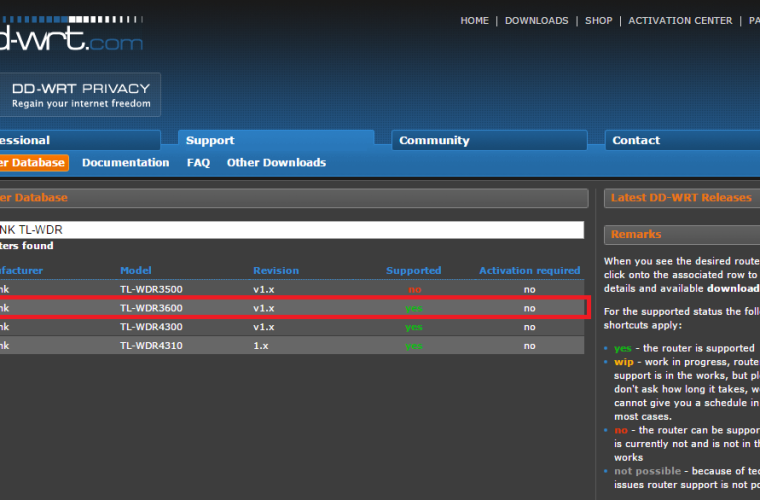 HOME | DOWNLOADS | SHOP | ACTIVATION CENTER | PA
d-wrt.com
DD-WRT PRIVACY
Regain your internet freedom
essional Support Community Contact
er Database Documentation FAQ Other Downloads
er Database
NK TL-WDR
ters found
ufacturer Model Revision Supported Activation required
nk TL-WDR3500 v1.x no no
nk TL-WDR3600 v1.x yes no
nk TL-WDR4300 v1.x yes no
nk TL-WDR4310 1.x yes no
Latest DD-WRT Releases
Remarks
When you see the desired route
click onto the associated row to
details and available download
For the supported status the foll
shortcuts apply:
yes - the router is supported
wip - work in progress, route
support is in the works, but pl
don't ask how long it takes, w
cannot give you a schedule in
most cases.
no - the router can be suppor
is currently not and is not in th
works
not possible - because of tec
issues router support is not po